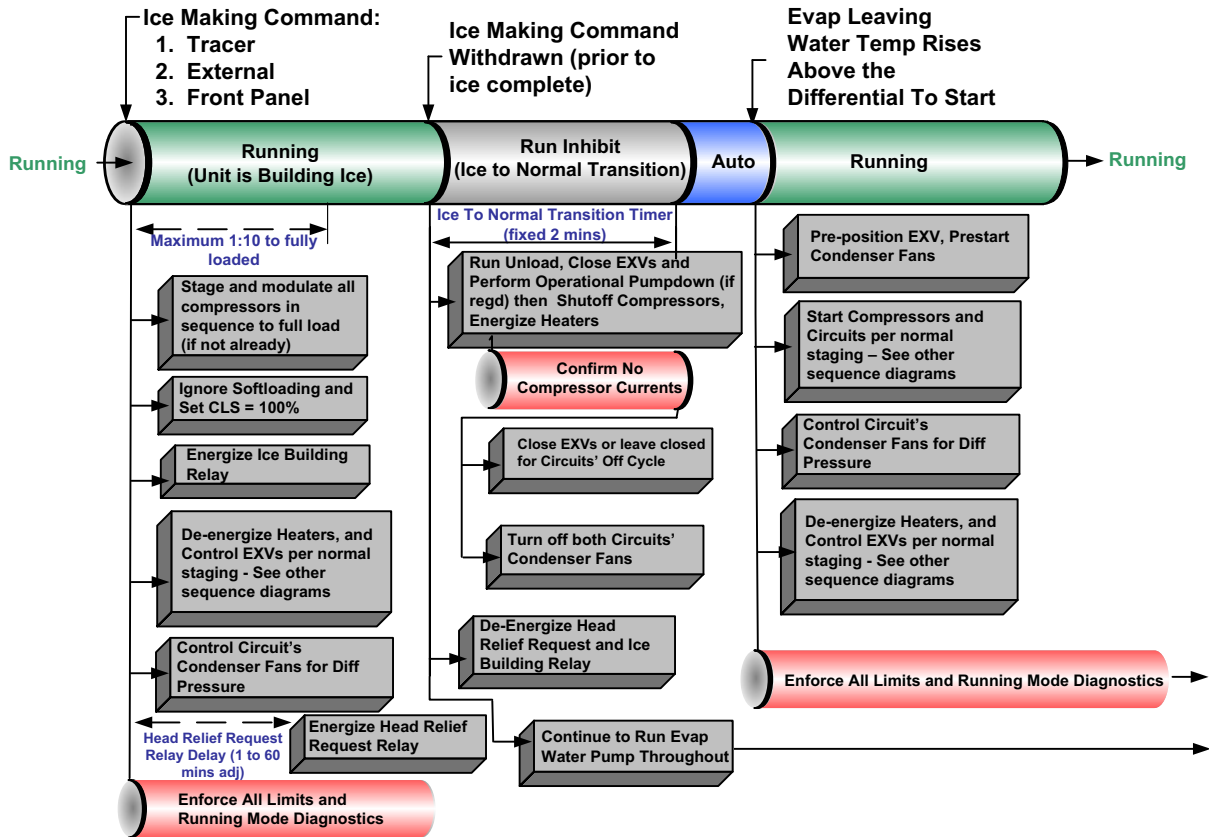 Ice Making Command:
1. Tracer
2. External
3. Front Panel
Ice Making Command
Withdrawn (prior to
ice complete)
Evap Leaving
Water Temp Rises
Above the
Differential To Start
Running
Running
(Unit is Building Ice)
Run Inhibit
(Ice to Normal Transition)
Auto
Running
Running
Maximum 1:10 to fully
loaded
Stage and modulate all
compressors in
sequence to full load
(if not already)
Ignore Softloading and
Set CLS = 100%
Energize Ice Building
Relay
De-energize Heaters, and
Control EXVs per normal
staging - See other
sequence diagrams
Control Circuit's
Condenser Fans for Diff
Pressure
Head Relief Request
Relay Delay (1 to 60
mins adj)
Energize Head Relief
Request Relay
Enforce All Limits and
Running Mode Diagnostics
Ice To Normal Transition Timer
(fixed 2 mins)
Run Unload, Close EXVs and
Perform Operational Pumpdown (if
regd) then Shutoff Compressors,
Energize Heaters
Confirm No
Compressor Currents
Close EXVs or leave closed
for Circuits' Off Cycle
Turn off both Circuits'
Condenser Fans
De-Energize Head
Relief Request and Ice
Building Relay
Continue to Run Evap
Water Pump Throughout
Pre-position EXV, Prestart
Condenser Fans
Start Compressors and
Circuits per normal
staging – See other
sequence diagrams
Control Circuit's
Condenser Fans for Diff
Pressure
De-energize Heaters, and
Control EXVs per normal
staging - See other
sequence diagrams
Enforce All Limits and Running Mode Diagnostics